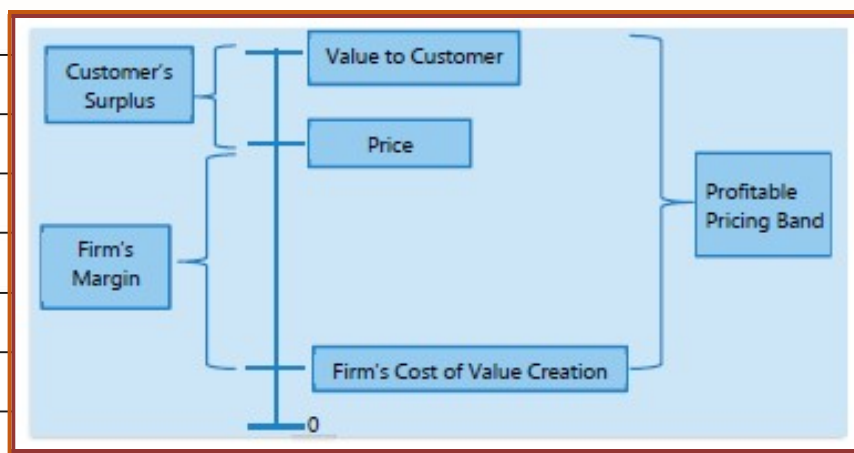 Customer's
Surplus
Value to Customer
Price
Profitable
Pricing Band
Firm's
Margin
Firm's Cost of Value Creation
0